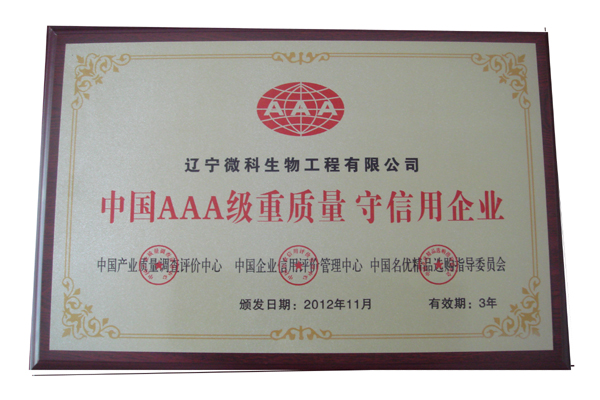 AAA
辽宁微科生物工程有限公司
中国AAA级重质量 守信用企业
中国产业质量调查评价中心 中国企业信用评价管理中心 中国名优精品选购指导委员会
颁发日期：2012年11月 有效期：3年